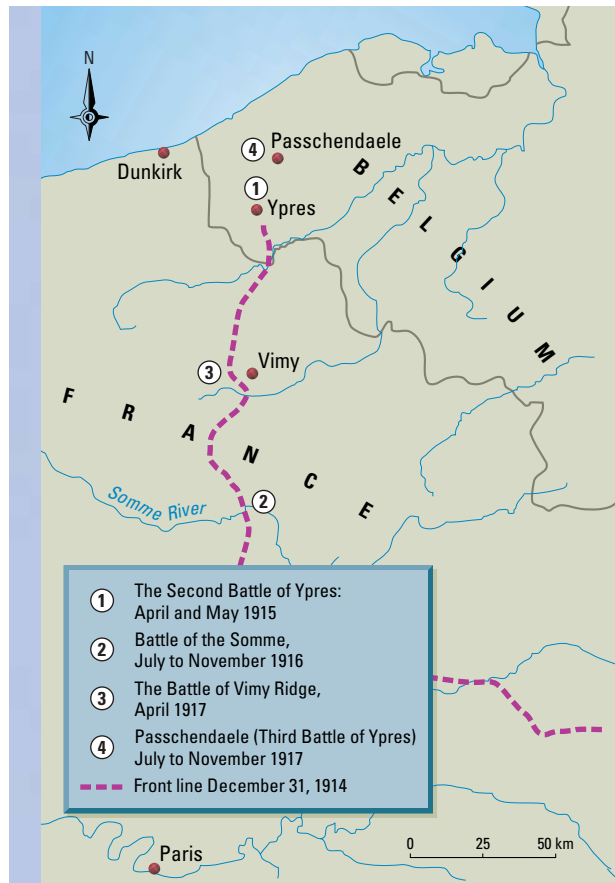 N
Passchendaele
4
Dunkirk
1
Ypres
BELGIUM
3
Vimy
FRANCE
Somme River
2
1 The Second Battle of Ypres:
April and May 1915
2 Battle of the Somme,
July to November 1916
3 The Battle of Vimy Ridge,
April 1917
4 Passchendaele (Third Battle of Ypres)
July to November 1917
Front line December 31, 1914
0 25 50 km
Paris